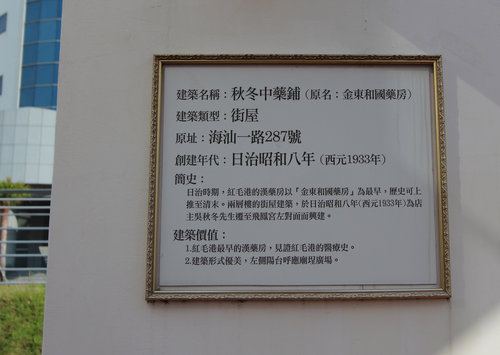 建築名稱：秋冬中藥鋪（原名：金東和國藥房）
建築類型：街屋
原址：海汕一路287號
創建年代：日治昭和八年（西元1933年）
簡史：
日治時期，紅毛港的漢藥房以「金東和國藥房」為最早，歷史可上
推至清末。兩層樓的街屋建築，於日治昭和八年(西元1933年)為店
主吳秋冬先生遷至飛鳳宮左對面面興建。
建築價值：
1.紅毛港最早的漢藥房，見證紅毛港的醫療史。
2.建築形式優美，左側陽台呼應廟埕廣場。